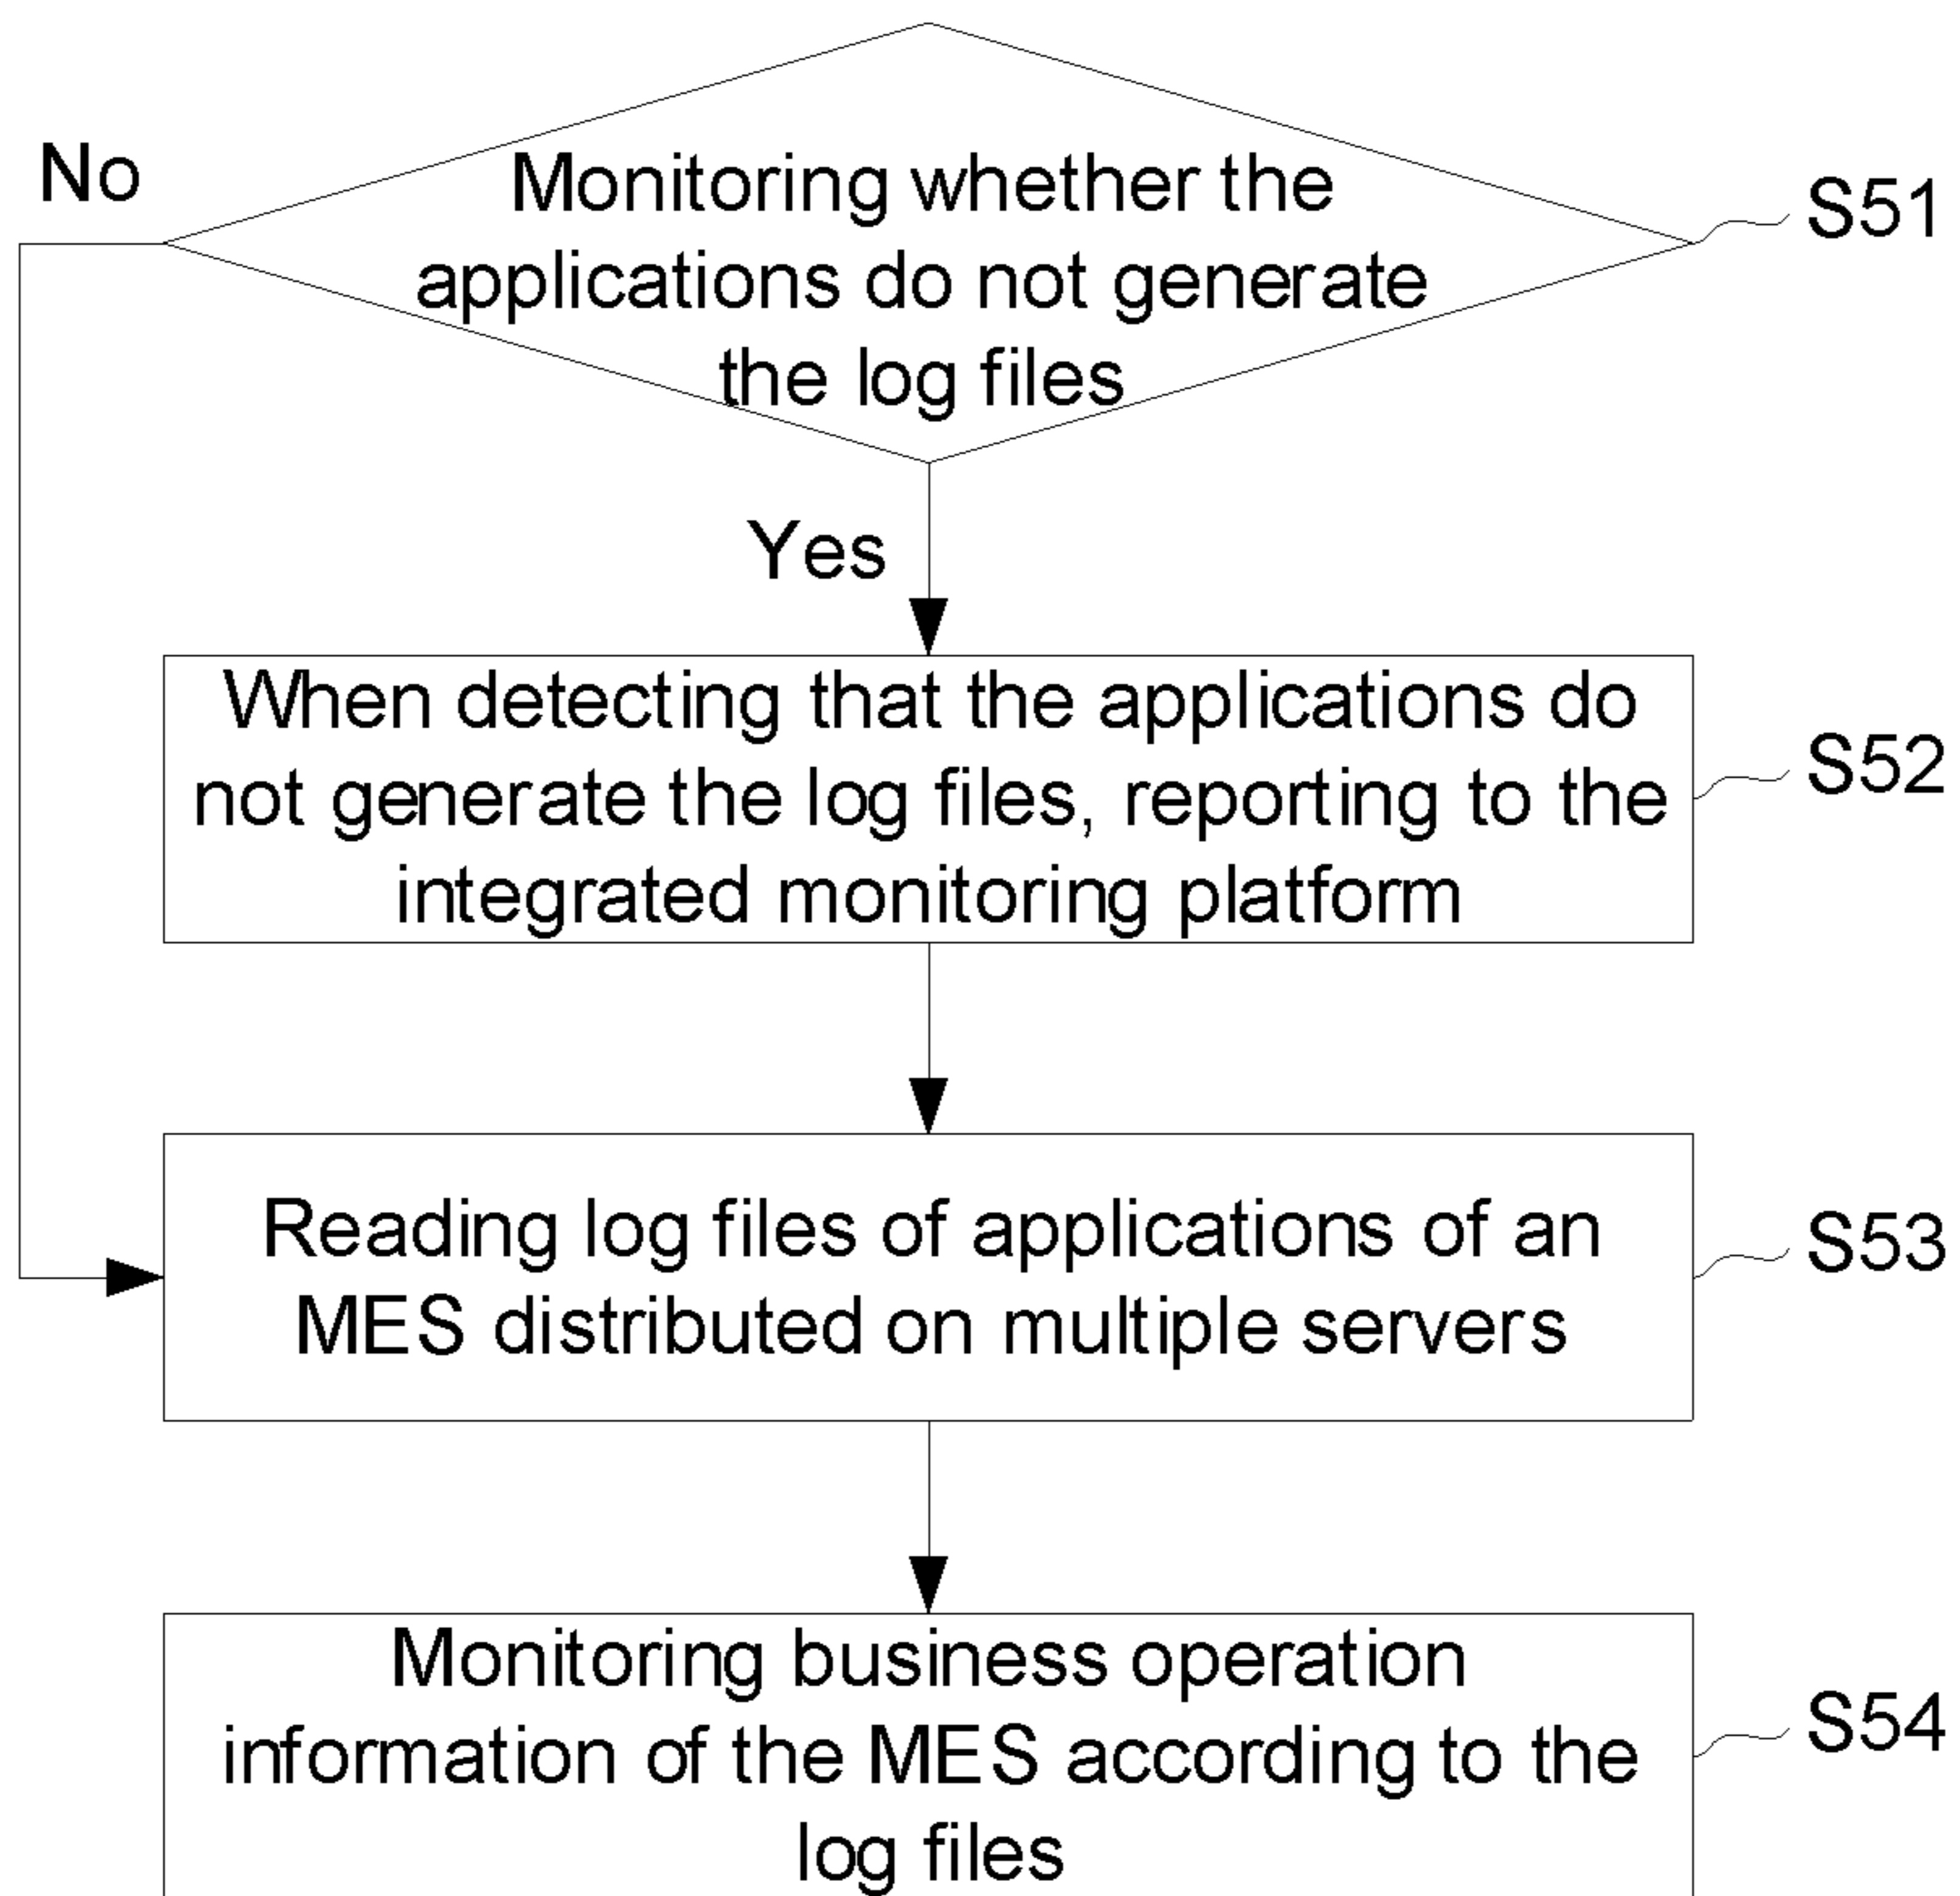 No
Monitoring whether the
applications do not generate
the log files
S51
Yes
When detecting that the applications do
not generate the log files, reporting to the
integrated monitoring platform
S52
Reading log files of applications of an
MES distributed on multiple servers
S53
Monitoring business operation
information of the MES according to the
log files
S54